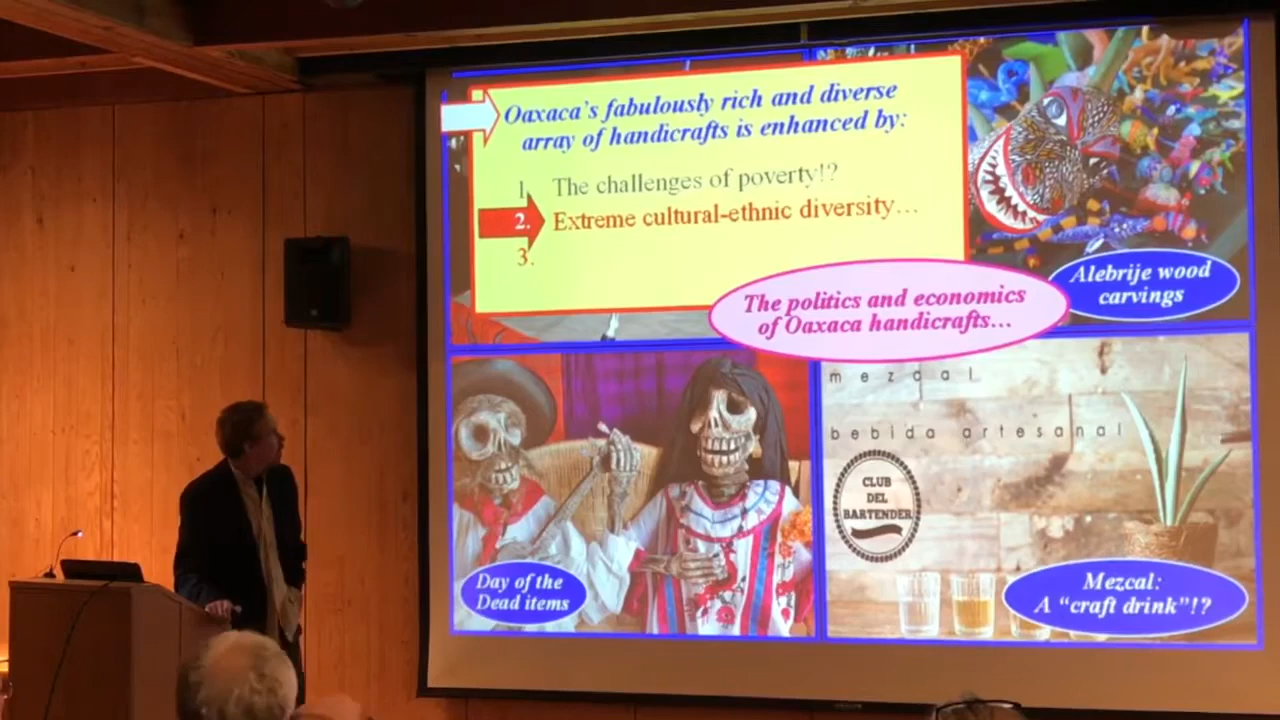 Oaxaca's fabulously rich and diverse
array of handicrafts is enhanced by:
1. The challenges of poverty!?
2. Extreme cultural-ethnic diversity…
3.
The politics and economics
of Oaxaca handicrafts…
Alebrije wood
carvings
Day of the
Dead items
mezcal
bebida artesanal
CLUB
DEL
BARTENDER
Mezcal:
A “craft drink”!?